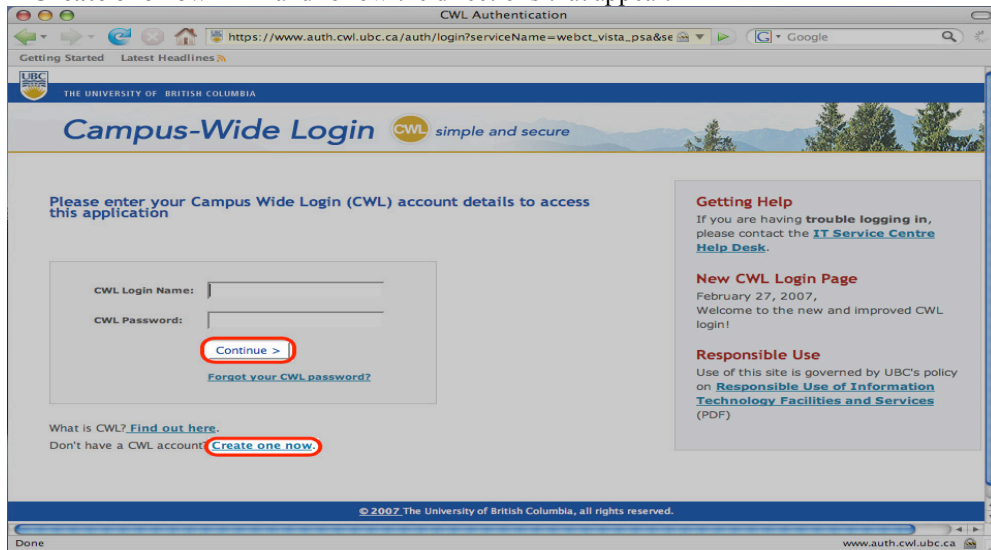 CWL Authentication
https://www.auth.cwl.ubc.ca/auth/login?serviceName=webct_vista_psa&se
G Google
Getting Started Latest Headlines
UBC
THE UNIVERSITY OF BRITISH COLUMBIA
Campus-Wide Login CWL simple and secure
Please enter your Campus Wide Login (CWL) account details to access
this application
CWL Login Name:
CWL Password:
Continue >
Forgot your CWL password?
What is CWL? Find out here.
Don't have a CWL account? Create one now.
Getting Help
If you are having trouble logging in,
please contact the IT Service Centre
Help Desk.
New CWL Login Page
February 27, 2007,
Welcome to the new and improved CWL
login!
Responsible Use
Use of this site is governed by UBC's policy
on Responsible Use of Information
Technology Facilities and Services
(PDF)
© 2007 The University of British Columbia, all rights reserved.
Done www.auth.cwl.ubc.ca